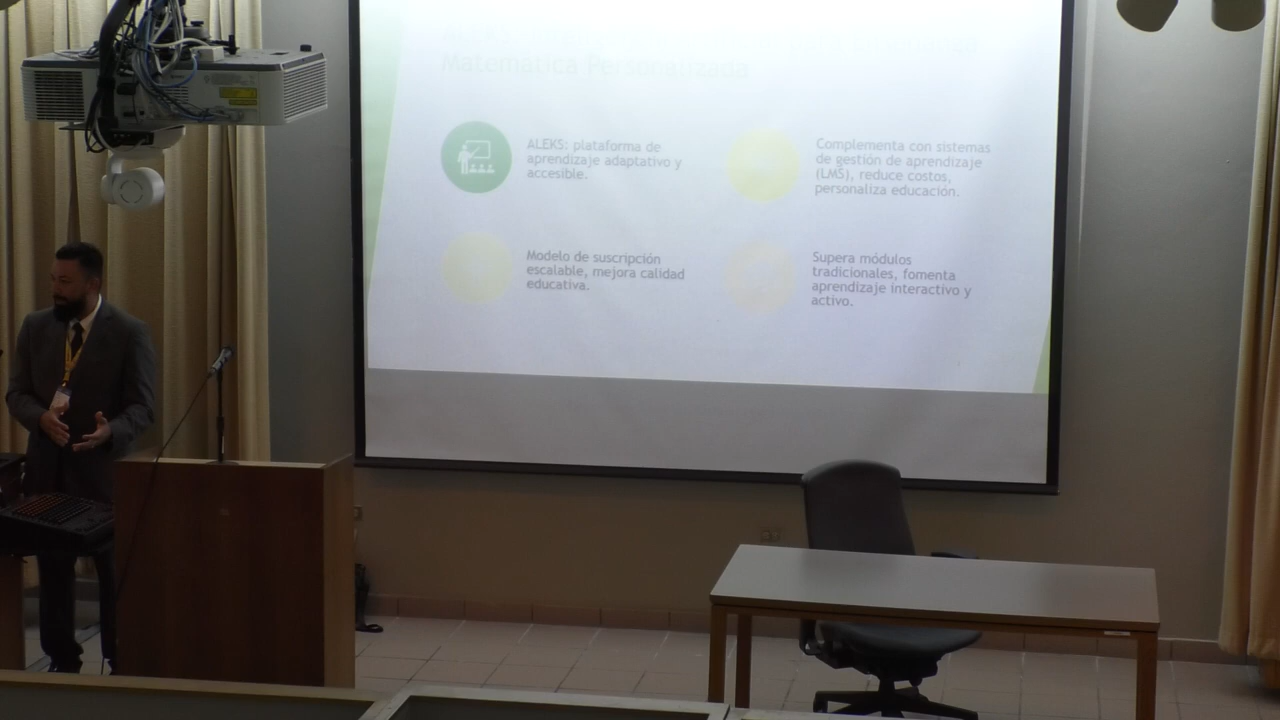 ALEKS:
Matemática Personalizada
ALEKS: plataforma de
aprendizaje adaptativo y
accesible.
Complementa con sistemas
de gestión de aprendizaje
(LMS), reduce costos,
personaliza educación.
Modelo de suscripción
escalable, mejora calidad
educativa.
Supera módulos
tradicionales, fomenta
aprendizaje interactivo y
activo.